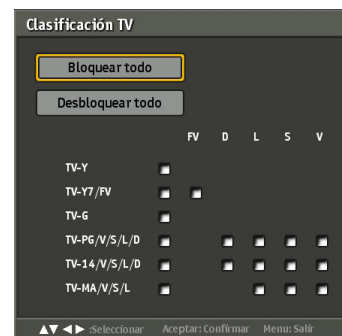 Clasificación TV
Bloquear todo
Desbloquear todo
FV D L S V
TV-Y
TV-Y7/FV
TV-G
TV-PG/V/S/L/D
TV-14/V/S/L/D
TV-MA/V/S/L
:Seleccionar Aceptar: Confirmar Menu: Salir